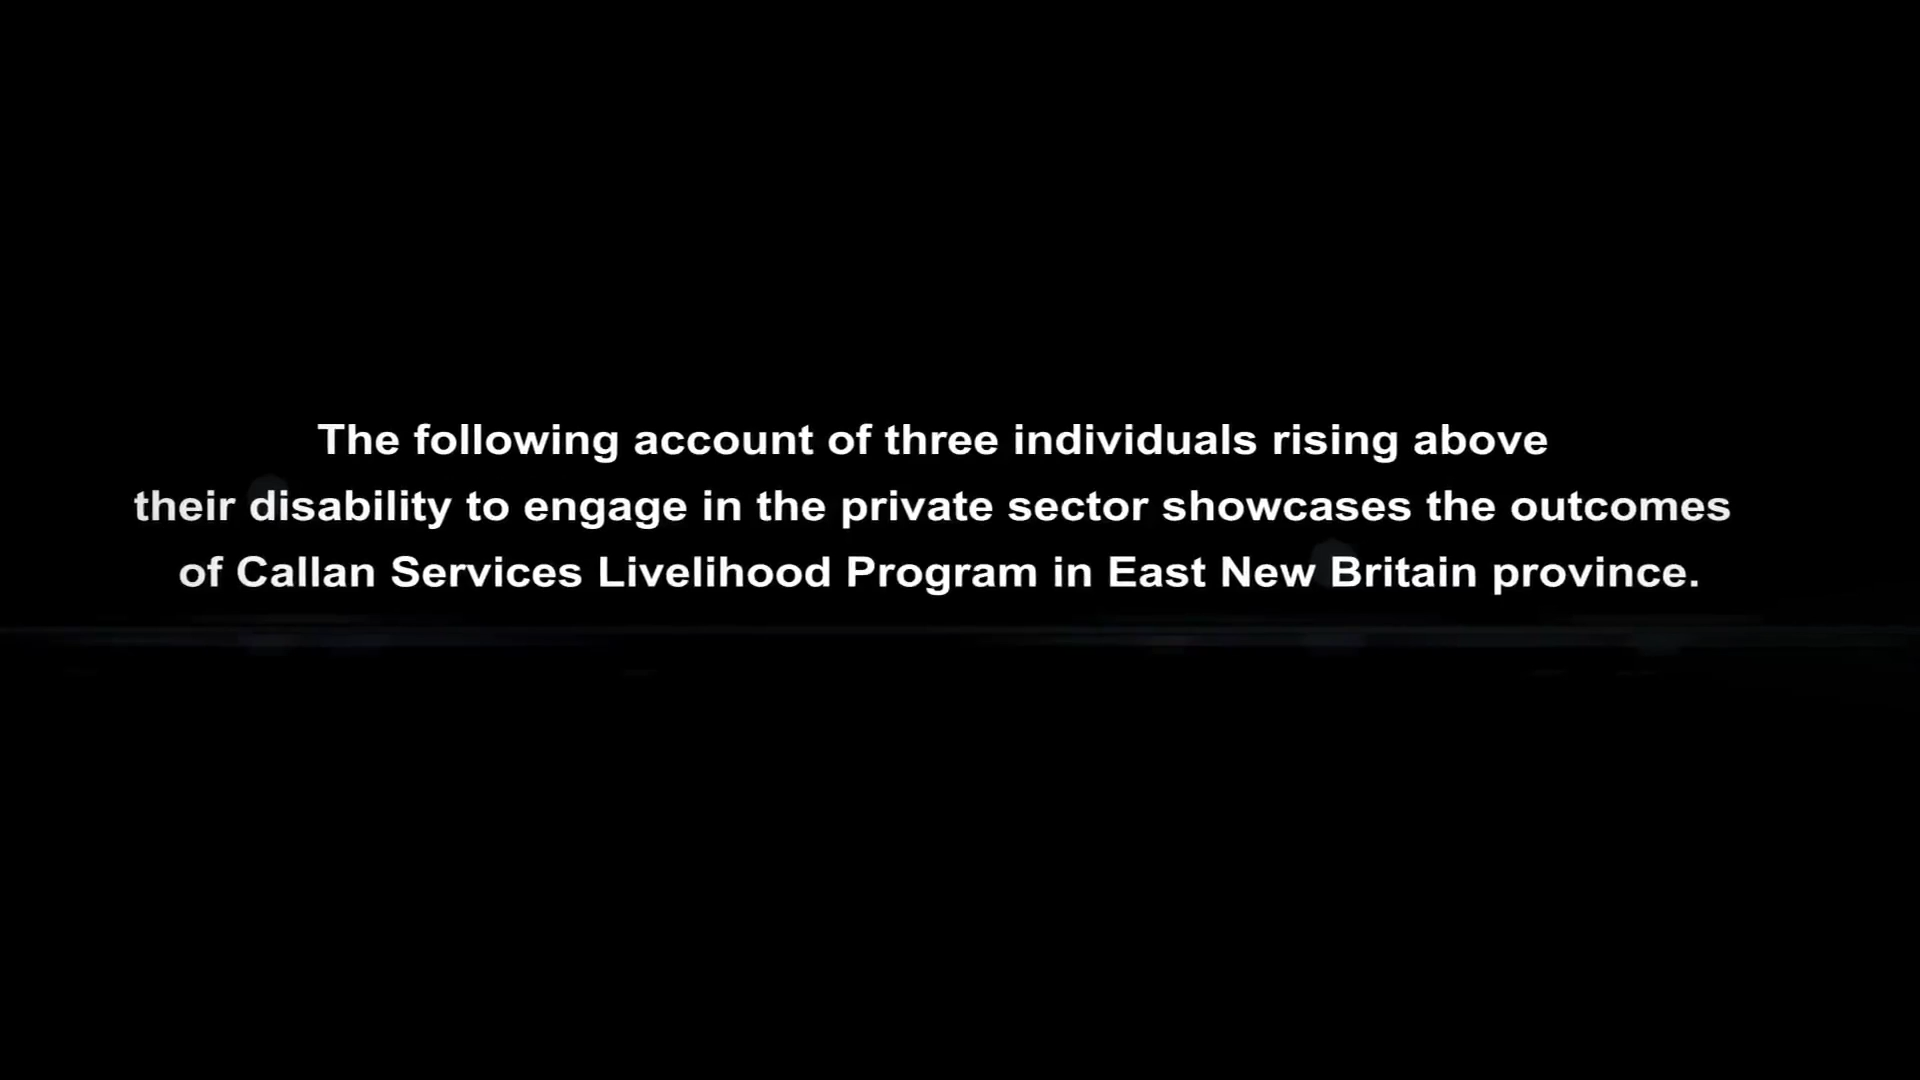 The following account of three individuals rising above
their disability to engage in the private sector showcases the outcomes
of Callan Services Livelihood Program in East New Britain province.